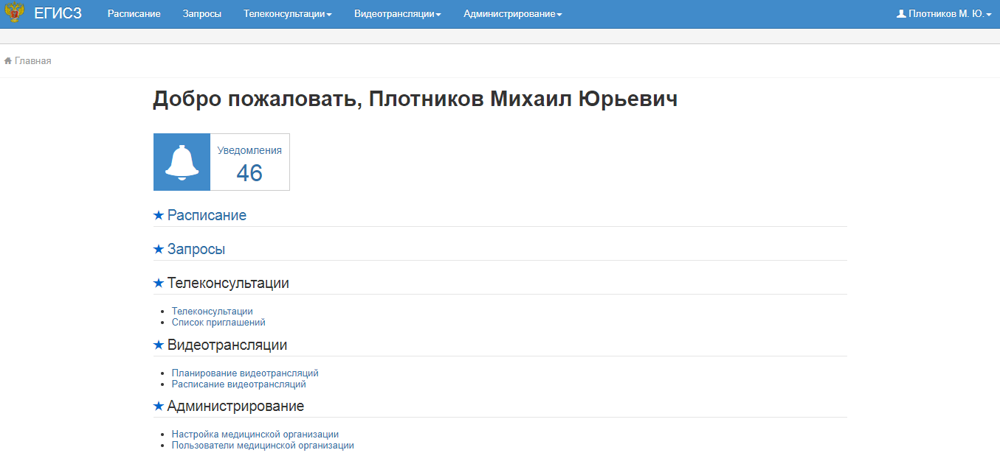 ЕГИСЗ Расписание Запросы Телеконсультации Видеотрансляции Администрирование Плотников М. Ю.
Главная
Добро пожаловать, Плотников Михаил Юрьевич
Уведомления
46
Расписание
Запросы
Телеконсультации
Телеконсультации
Список приглашений
Видеотрансляции
Планирование видеотрансляций
Расписание видеотрансляций
Администрирование
Настройка медицинской организации
Пользователи медицинской организации